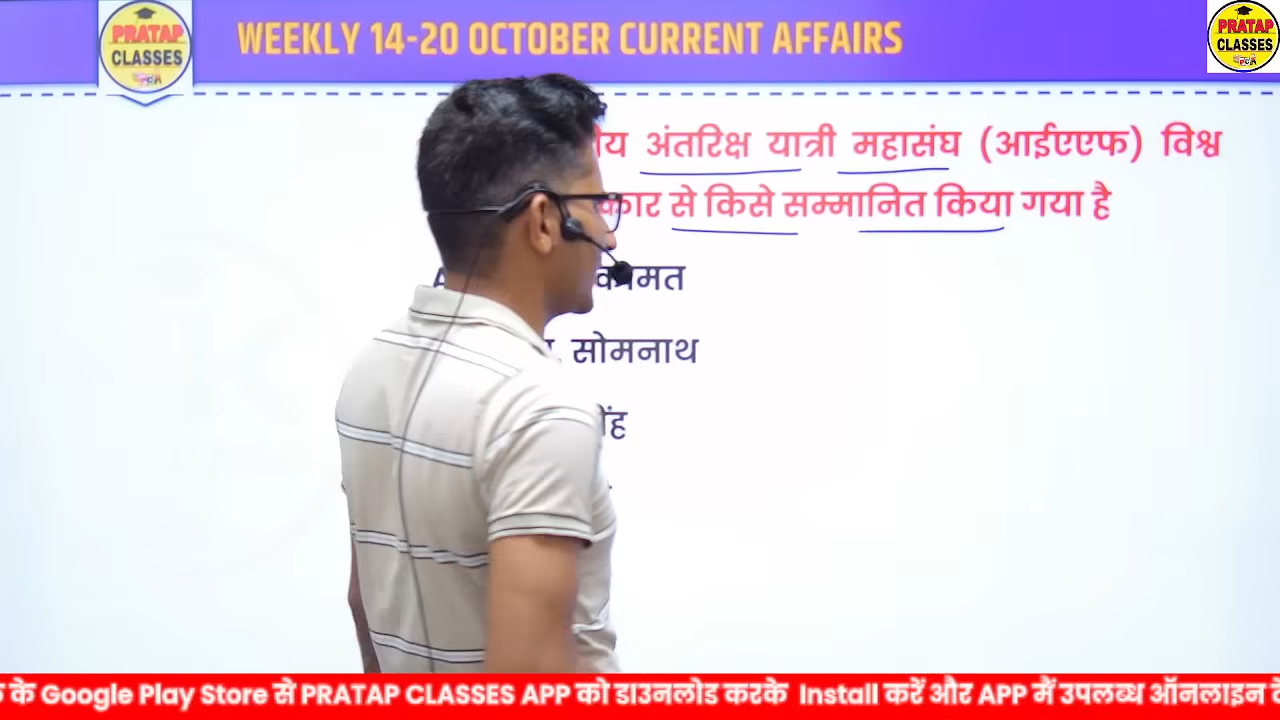 PRATAP
CLASSES
WEEKLY 14-20 OCTOBER CURRENT AFFAIRS
PRATAP
CLASSES
अंतरिक्ष यात्री महासंघ (आईएएफ) विश्व
से किसे सम्मानित किया गया है
सोमनाथ
के Google Play Store से PRATAP CLASSES APP को डाउनलोड करके Install करें और APP में उपलब्ध ऑनलाइन